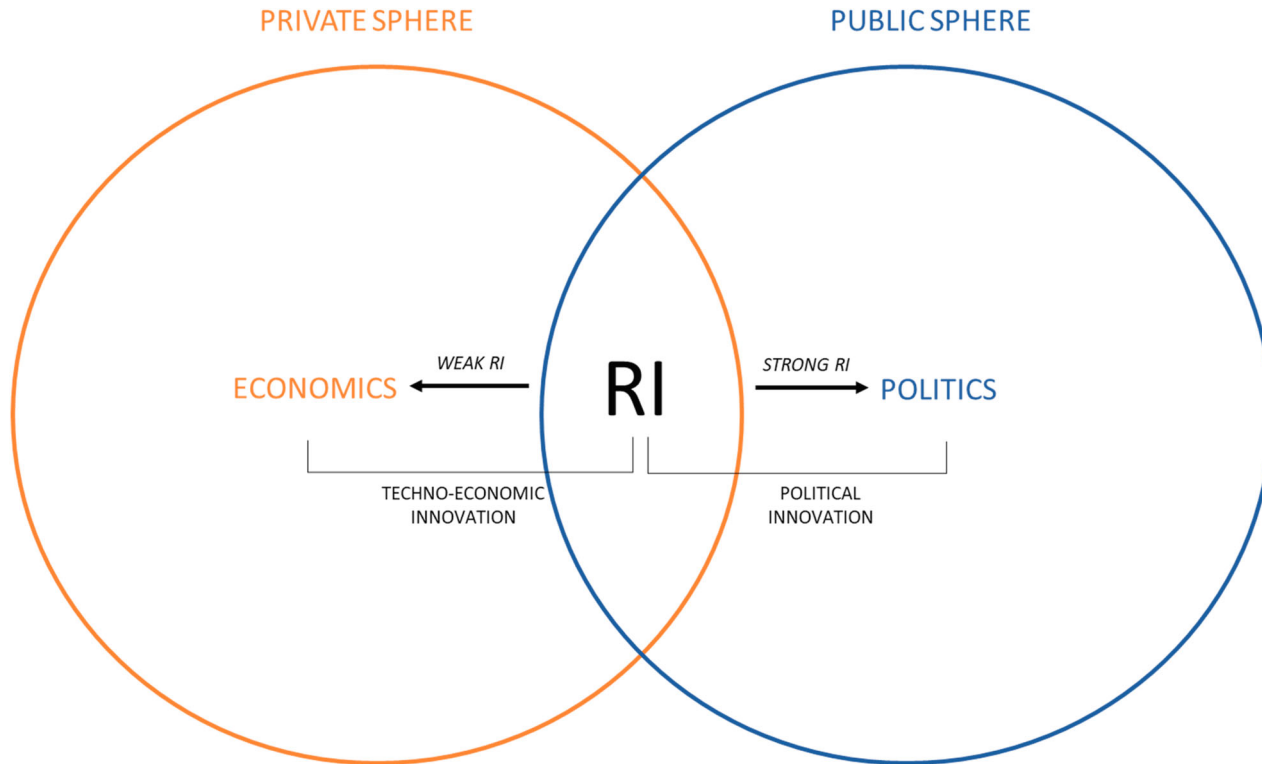 PRIVATE SPHERE
PUBLIC SPHERE
WEAK RI
STRONG RI
ECONOMICS
RI
POLITICS
TECHNO-ECONOMIC
INNOVATION
POLITICAL
INNOVATION